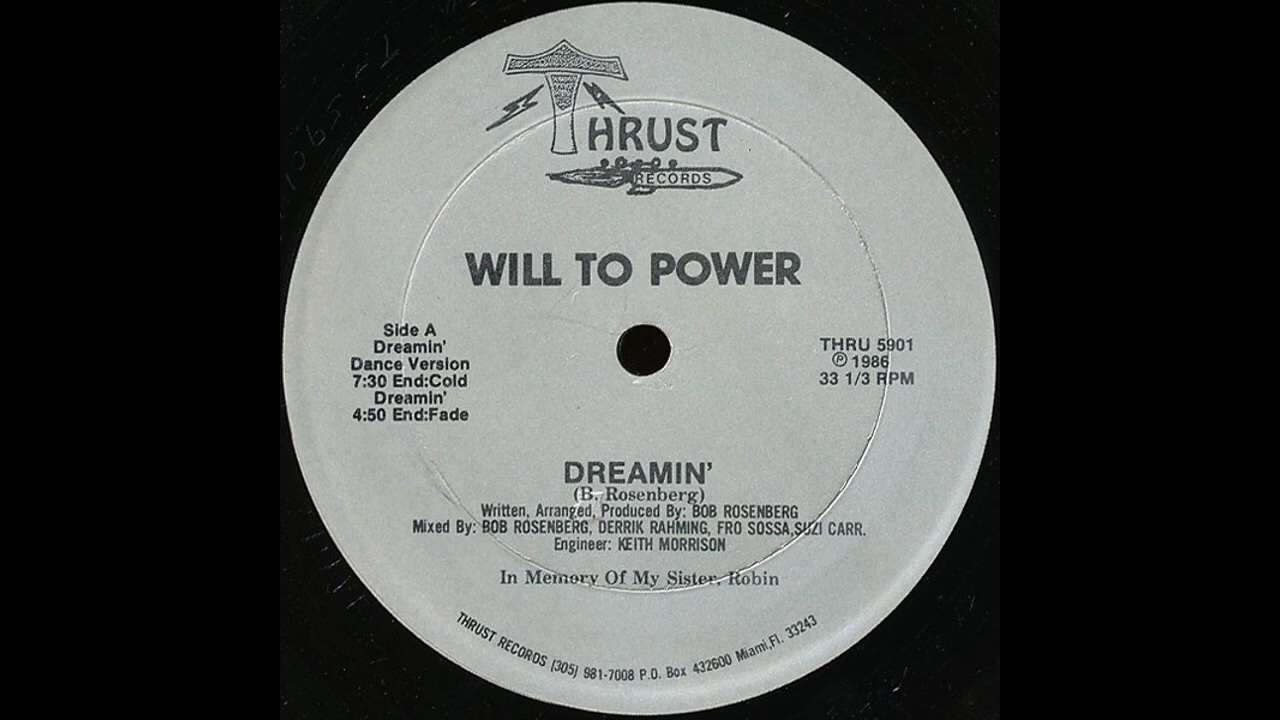 THRUST
RECORDS
WILL TO POWER
Side A
Dreamin'
Dance Version
7:30 End:Cold
Dreamin'
4:50 End:Fade
THRU 5901
Ⓟ 1986
33 1/3 RPM
DREAMIN'
(B. Rosenberg)
Written, Arranged, Produced By: BOB ROSENBERG
Mixed By: BOB ROSENBERG, DERRIK RAHMING, FRO SOSSA,SUZI CARR.
Engineer: KEITH MORRISON
In Memory Of My Sister, Robin
THRUST RECORDS (305) 981-7008 P.O. Box 432600 Miami,Fl. 33243